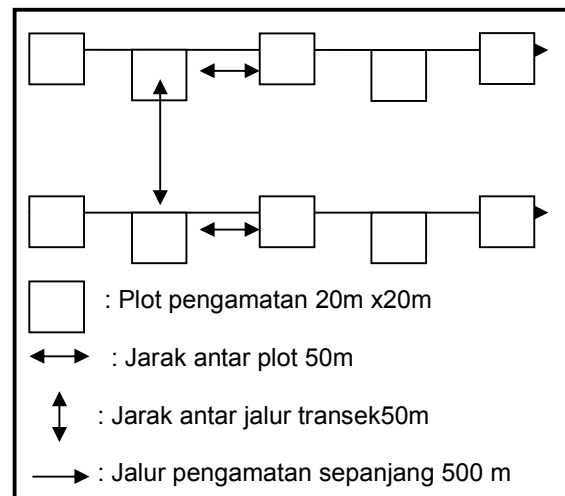 : Plot pengamatan 20m x20m
: Jarak antar plot 50m
: Jarak antar jalur transek50m
: Jalur pengamatan sepanjang 500 m